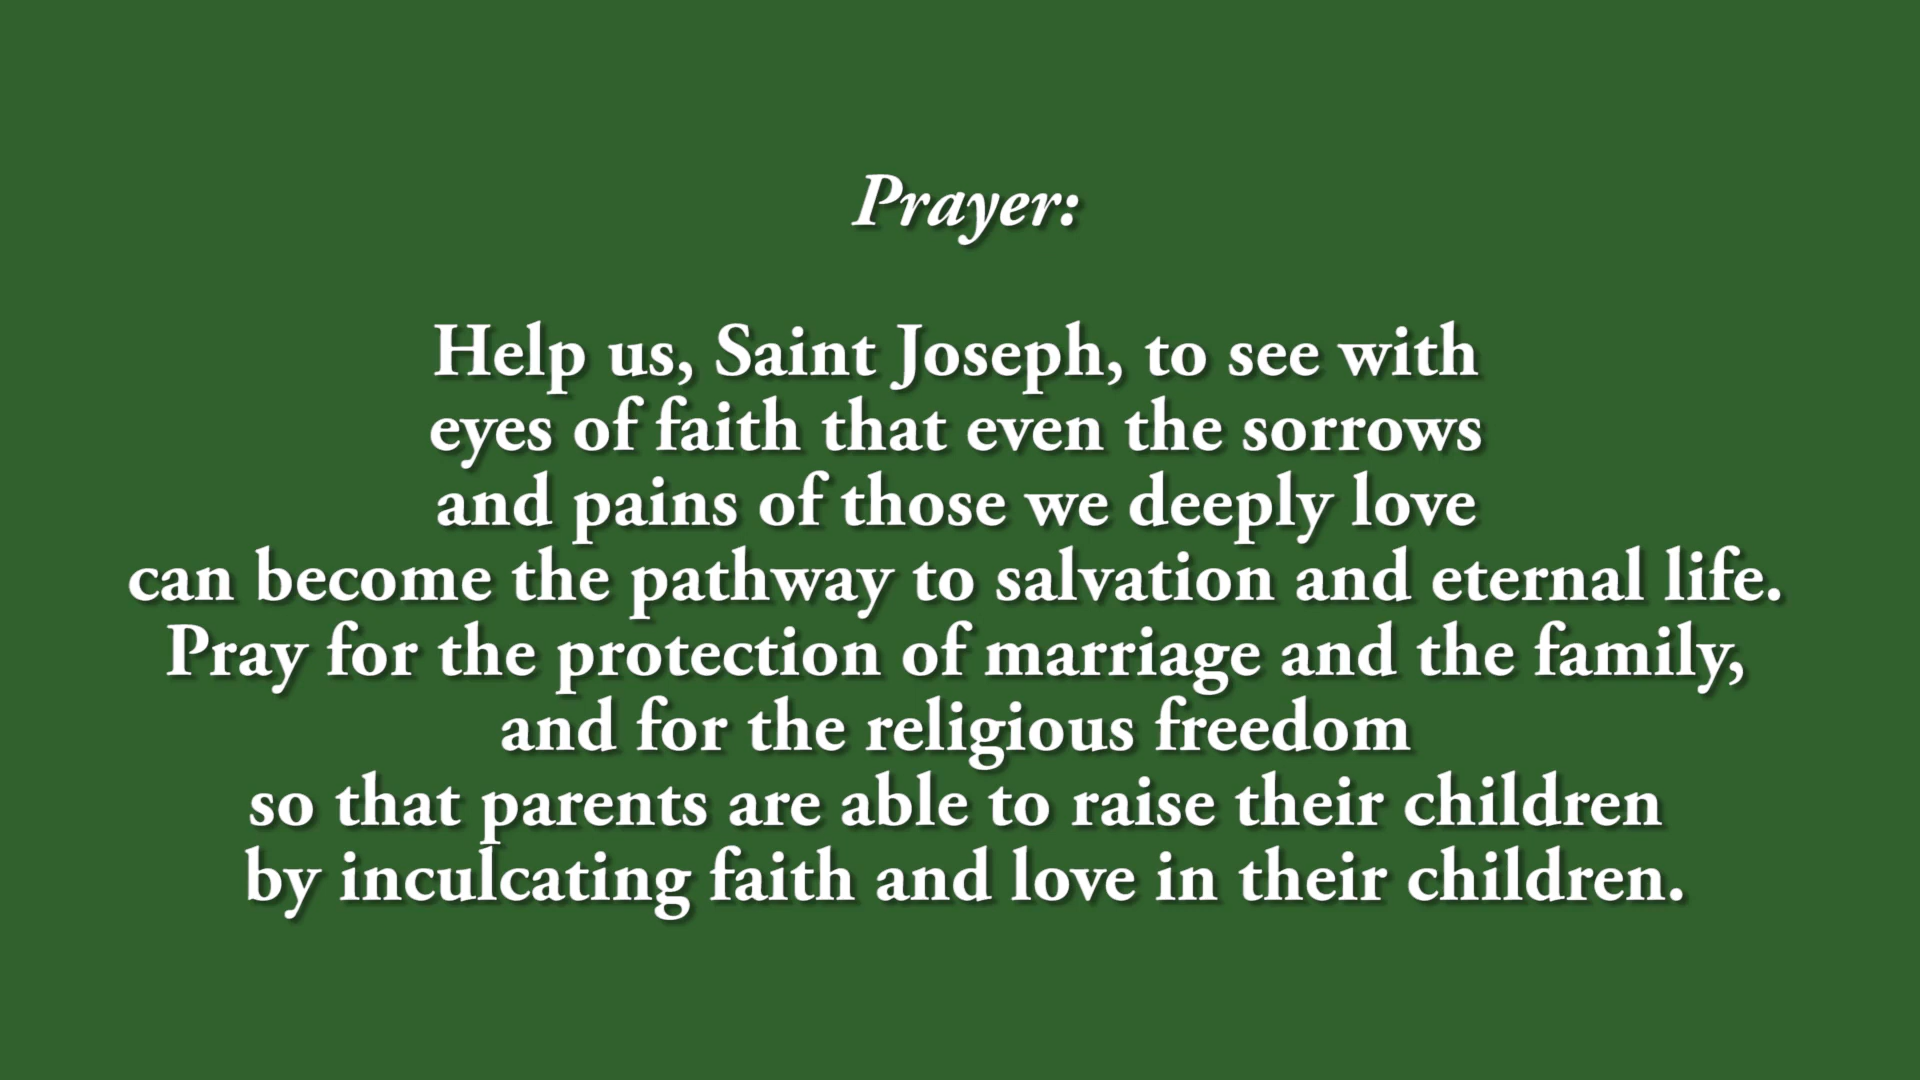 Prayer:
Help us, Saint Joseph, to see with
eyes of faith that even the sorrows
and pains of those we deeply love
can become the pathway to salvation and eternal life.
Pray for the protection of marriage and the family,
and for the religious freedom
so that parents are able to raise their children
by inculcating faith and love in their children.